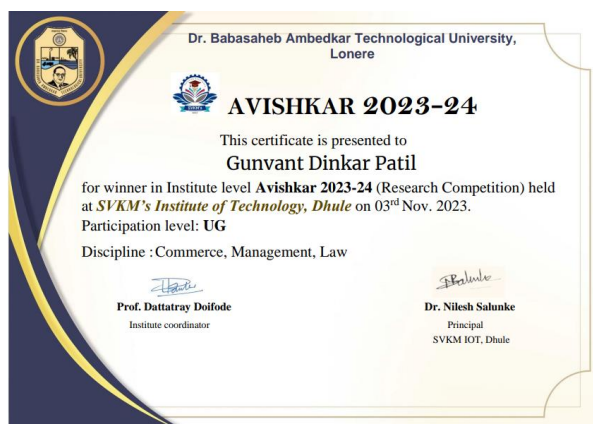 Dr. Babasaheb Ambedkar Technological University,
Lonere
AVISHKAR 2023-24
This certificate is presented to
Gunvant Dinkar Patil
for winner in Institute level Avishkar 2023-24 (Research Competition) held
at SVKM's Institute of Technology, Dhule on 03rd Nov. 2023.
Participation level: UG
Discipline : Commerce, Management, Law
Prof. Dattatray Doifode
Institute coordinator
Dr. Nilesh Salunke
Principal
SVKM IOT, Dhule